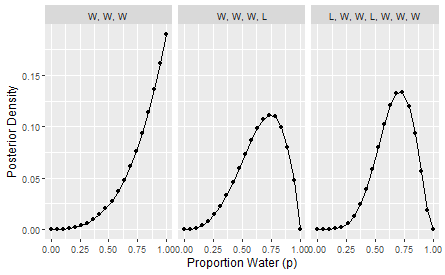 W, W, W
W, W, W, L
L, W, W, L, W, W, W
Posterior Density
0.15
0.10
0.05
0.00
0.00 0.25 0.50 0.75 1.00
0.00 0.25 0.50 0.75 1.00
0.00 0.25 0.50 0.75 1.00
Proportion Water (p)